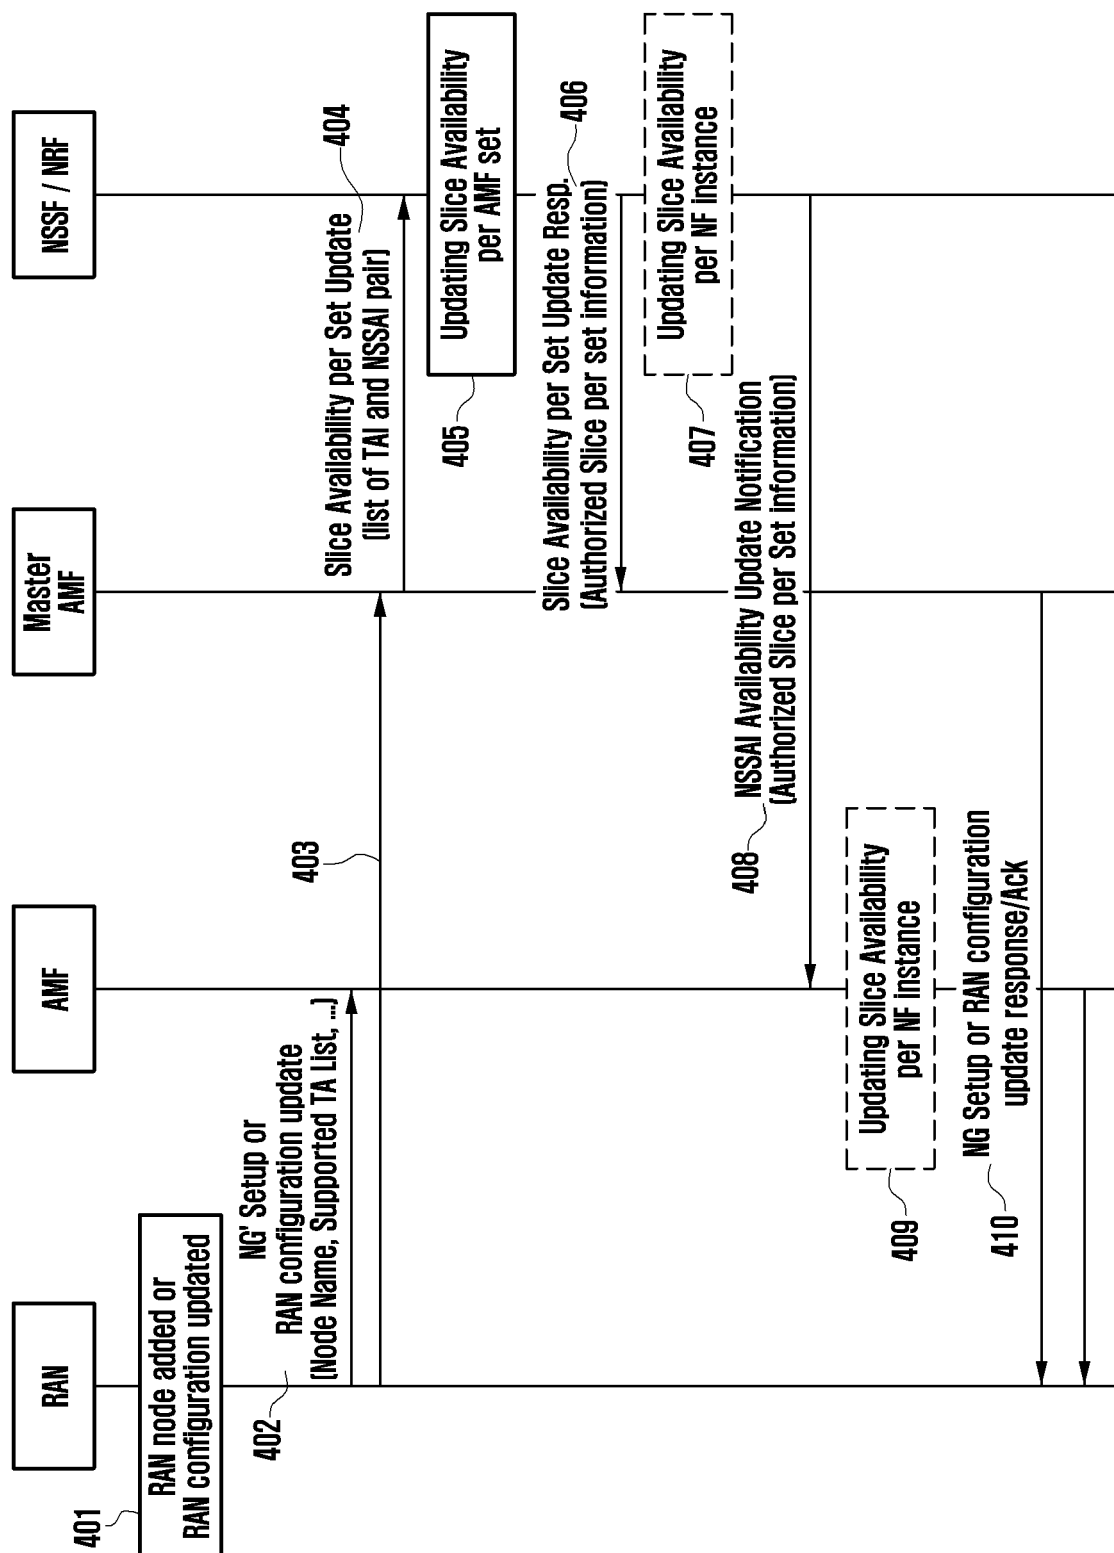 RAN
AMF
Master
AMF
NSSF / NRF
401
RAN node added or
RAN configuration updated
402
NG' Setup or
RAN configuration update
(Node Name, Supported TA List, ...)
403
Slice Availability per Set Update
(list of TAI and NSSAI pair)
404
405
Updating Slice Availability
per AMF set
Slice Availability per Set Update Resp.
(Authorized Slice per set information)
406
407
Updating Slice Availability
per NF instance
408
NSSAI Availability Update Notification
(Authorized Slice per Set information)
409
Updating Slice Availability
per NF instance
410
NG Setup or RAN configuration
update response/Ack